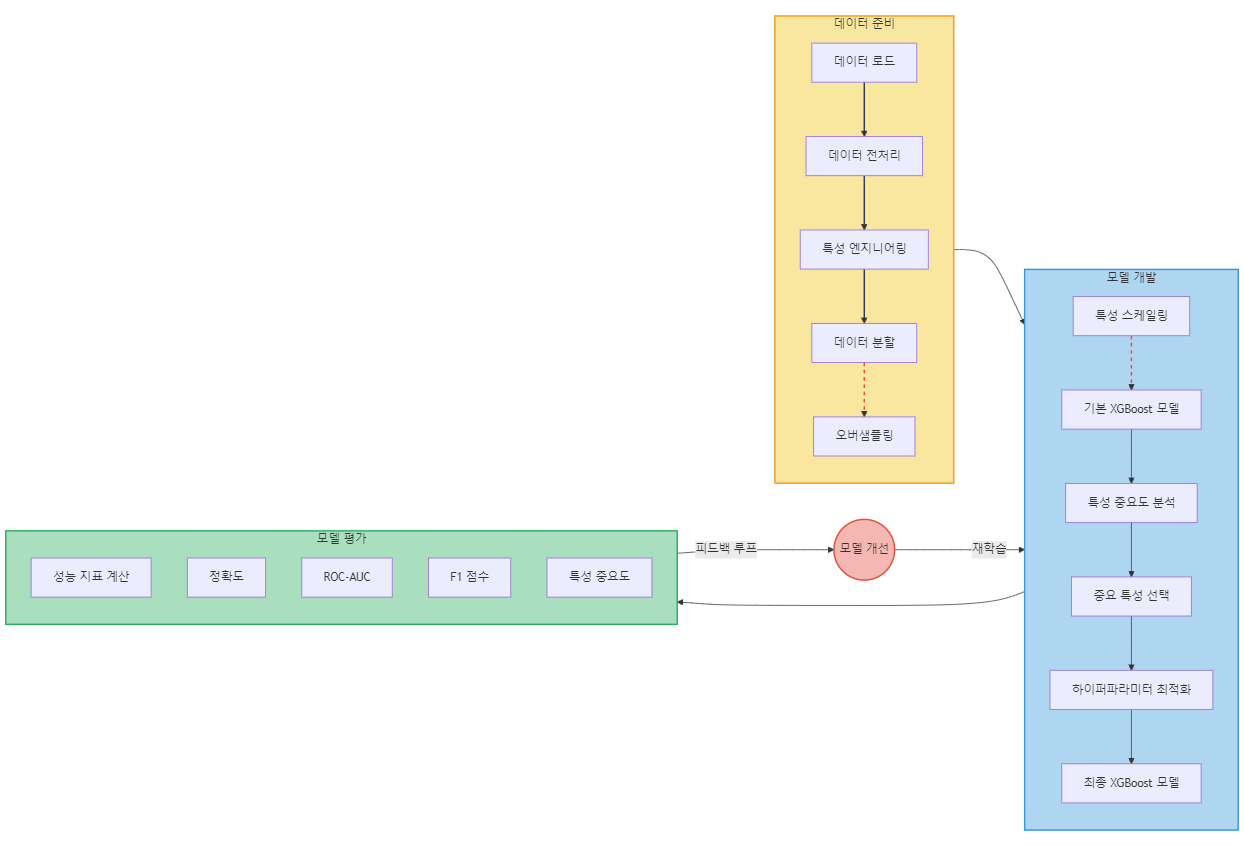 데이터 준비
데이터 로드
데이터 전처리
특성 엔지니어링
데이터 분할
오버샘플링
모델 개발
특성 스케일링
기본 XGBoost 모델
특성 중요도 분석
중요 특성 선택
하이퍼파라미터 최적화
최종 XGBoost 모델
모델 평가
성능 지표 계산
정확도
ROC-AUC
F1 점수
특성 중요도
피드백 루프
모델 개선
재학습